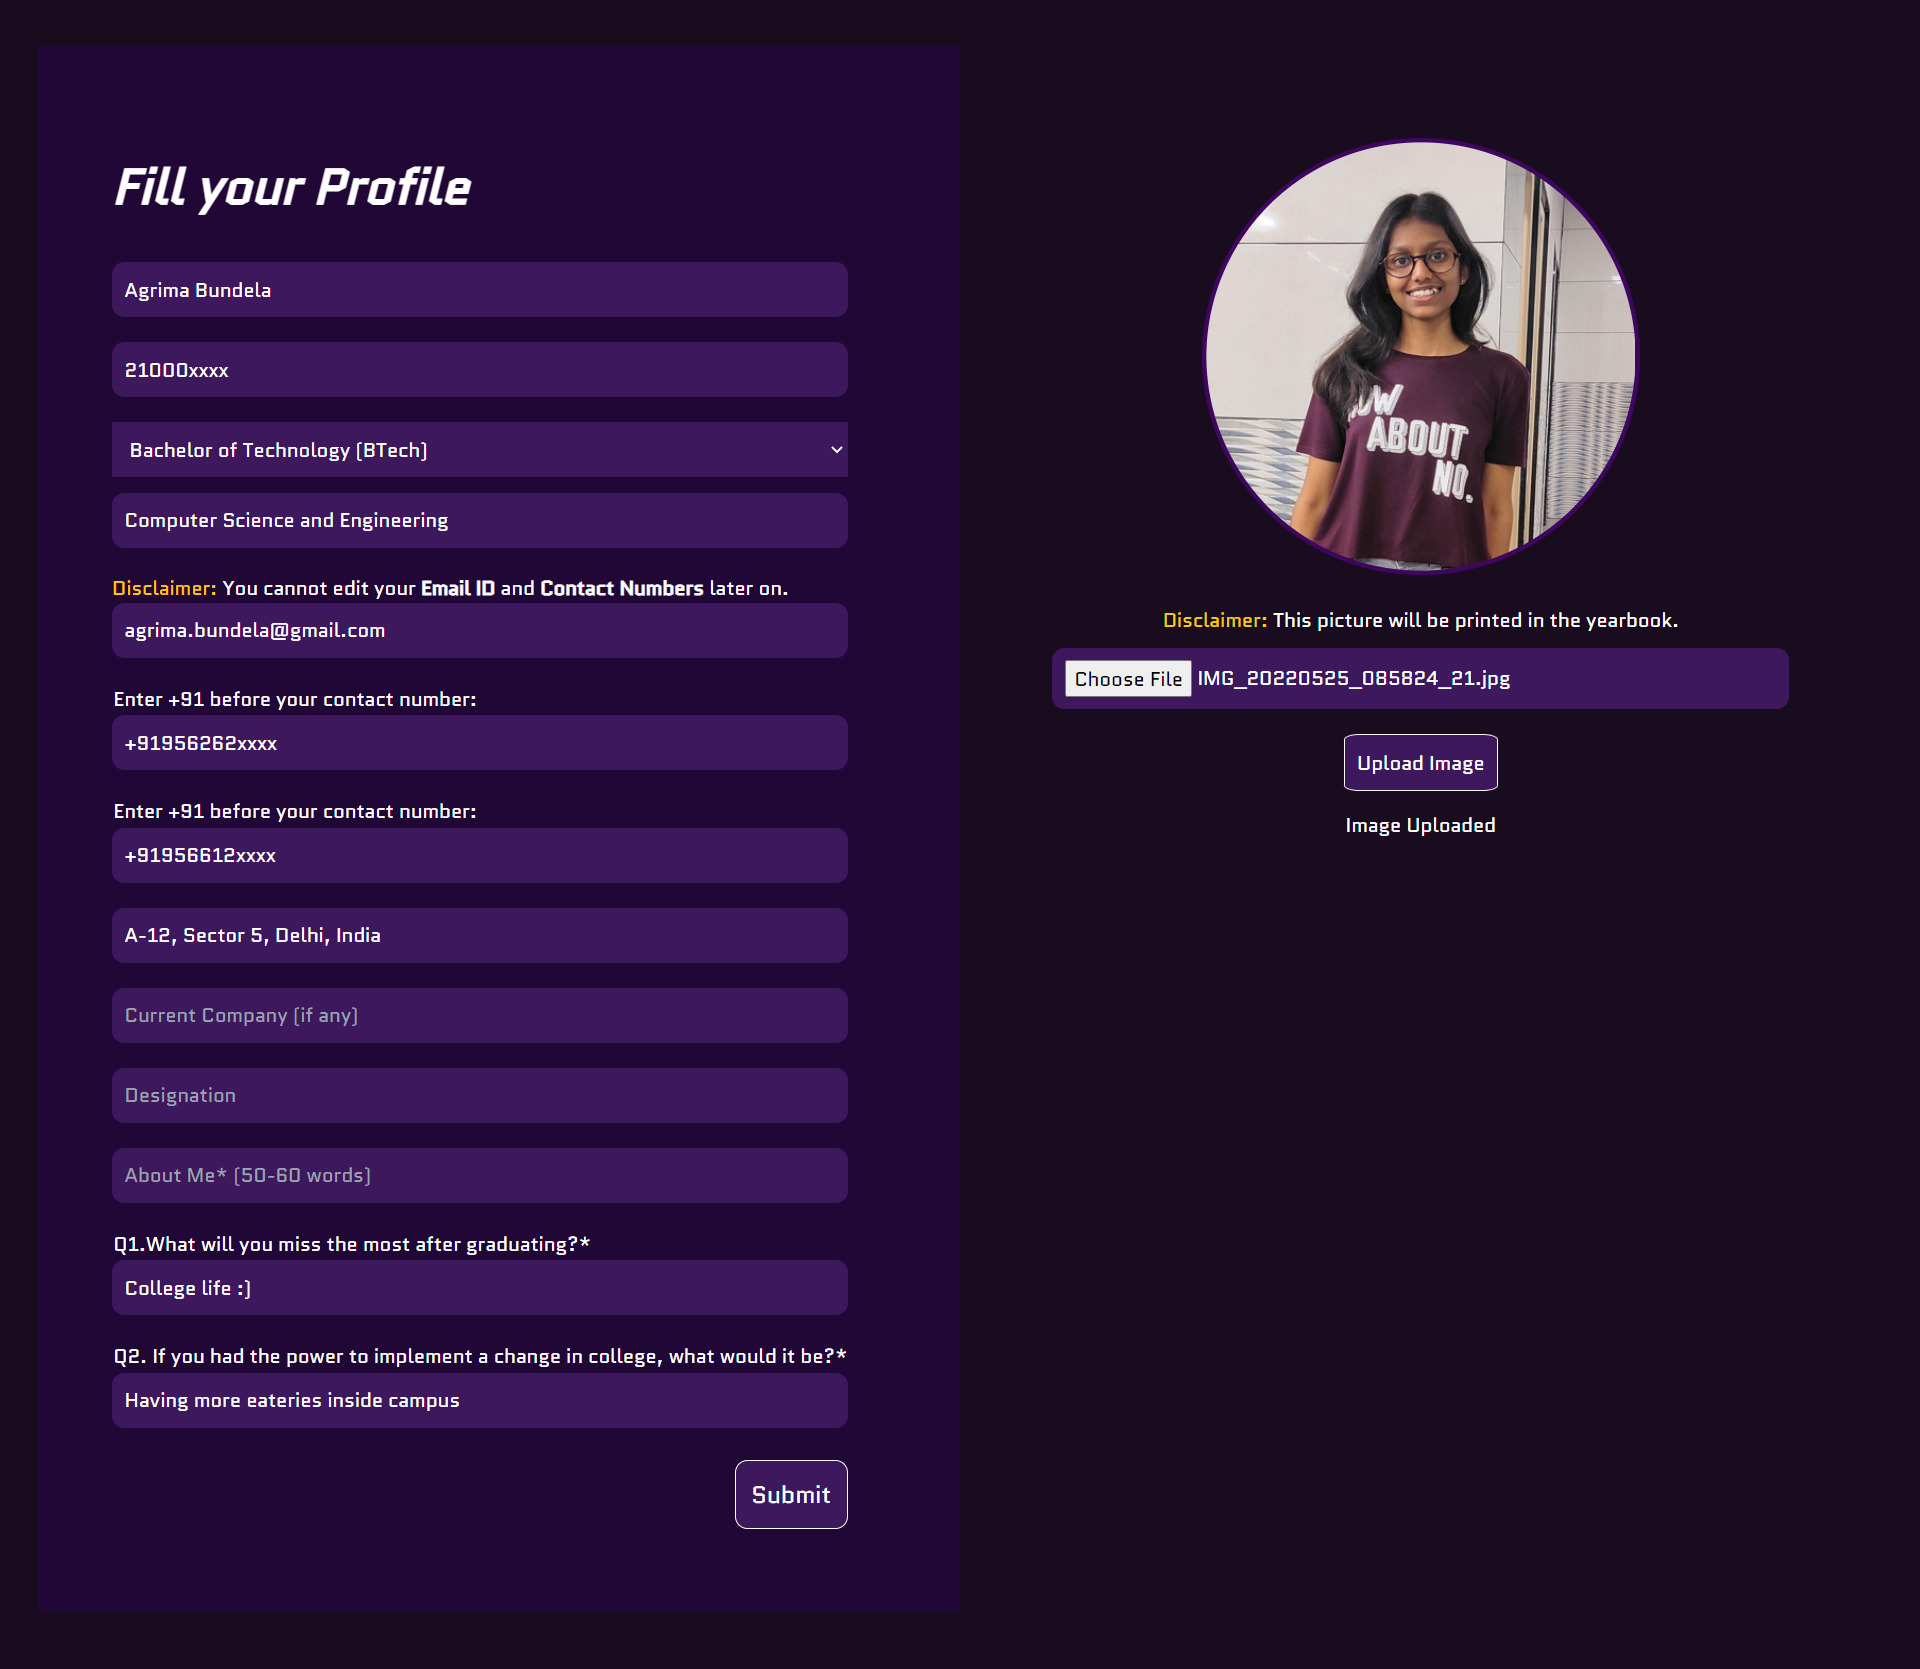 Fill your Profile
Agrima Bundela
21000xxxx
Bachelor of Technology (BTech)
Computer Science and Engineering
Disclaimer: You cannot edit your Email ID and Contact Numbers later on.
agrima.bundela@gmail.com
Enter +91 before your contact number:
+91956262xxxx
Enter +91 before your contact number:
+91956612xxxx
A-12, Sector 5, Delhi, India
Current Company (if any)
Designation
About Me* (50-60 words)
Q1.What will you miss the most after graduating?*
College life :)
Q2. If you had the power to implement a change in college, what would it be?*
Having more eateries inside campus
Submit
ABOUT
NO.
Disclaimer: This picture will be printed in the yearbook.
Choose File IMG_20220525_085824_21.jpg
Upload Image
Image Uploaded